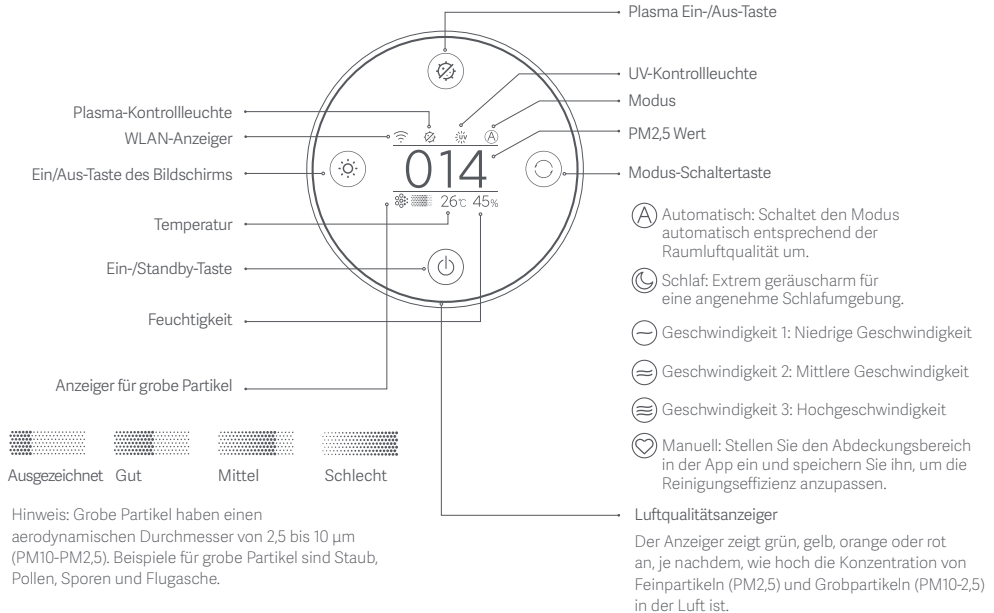 Plasma Ein-/Aus-Taste
UV-Kontrollleuchte
Plasma-Kontrollleuchte
Modus
WLAN-Anzeiger
PM2,5 Wert
Ein/Aus-Taste des Bildschirms
Modus-Schaltertaste
UV
A
014
26°C 45%
Temperatur
Ein-/Standby-Taste
Feuchtigkeit
Anzeiger für grobe Partikel
A Automatisch: Schaltet den Modus
automatisch entsprechend der
Raumluftqualität um.
Schlaf: Extrem geräuscharm für
eine angenehme Schlafumgebung.
Geschwindigkeit 1: Niedrige Geschwindigkeit
Geschwindigkeit 2: Mittlere Geschwindigkeit
Geschwindigkeit 3: Hochgeschwindigkeit
Manuell: Stellen Sie den Abdeckungsbereich
in der App ein und speichern Sie ihn, um die
Reinigungseffizienz anzupassen.
Ausgezeichnet Gut Mittel Schlecht
Hinweis: Grobe Partikel haben einen
aerodynamischen Durchmesser von 2,5 bis 10 µm
(PM10-PM2,5). Beispiele für grobe Partikel sind Staub,
Pollen, Sporen und Flugasche.
Luftqualitätsanzeiger
Der Anzeiger zeigt grün, gelb, orange oder rot
an, je nachdem, wie hoch die Konzentration von
Feinpartikeln (PM2,5) und Grobpartikeln (PM10-2,5)
in der Luft ist.